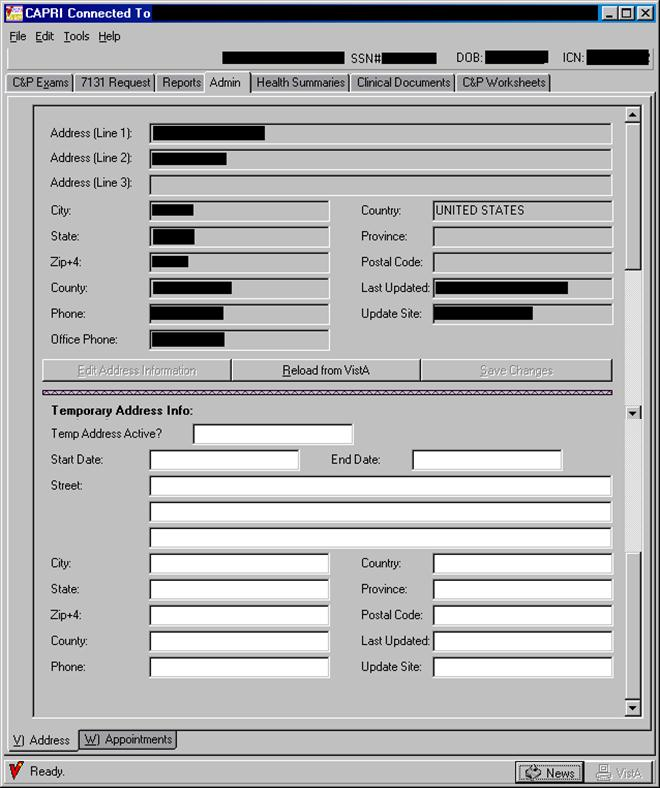 CAPRI Connected To
File Edit Tools Help
SSN# DOB: ICN:
C&P Exams 7131 Request Reports Admin Health Summaries Clinical Documents C&P Worksheets
Address (Line 1):
Address (Line 2):
Address (Line 3):
City: Country: UNITED STATES
State: Province:
Zip+4: Postal Code:
County: Last Updated:
Phone: Update Site:
Office Phone:
Edit Address Information Reload from VistA Save Changes
Temporary Address Info:
Temp Address Active?
Start Date: End Date:
Street:
City: Country:
State: Province:
Zip+4: Postal Code:
County: Last Updated:
Phone: Update Site:
V) Address W) Appointments
Ready. News VistA